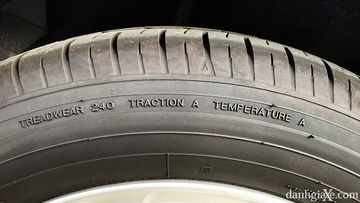 TREADWEAR 240 TRACTION A TEMPERATURE A
danhgiaXe.com